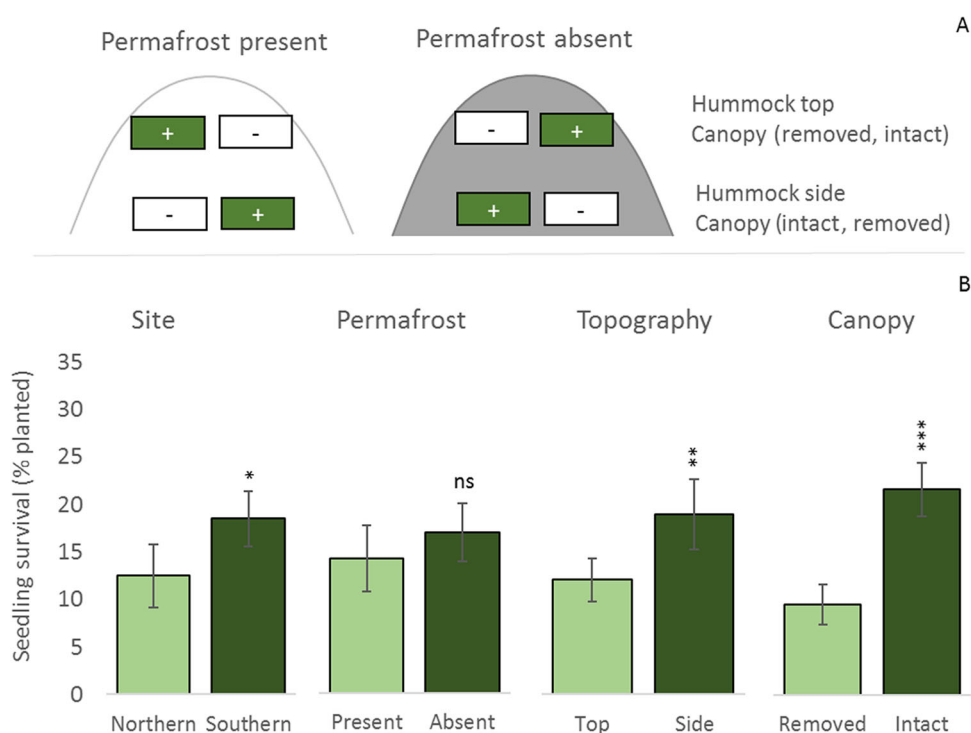 A
Permafrost present
Permafrost absent
+ -
- +
Hummock top
Canopy (removed, intact)
- +
+ -
Hummock side
Canopy (intact, removed)
B
Site
Permafrost
Topography
Canopy
Seedling survival (% planted)
35
30
25
20
15
10
5
0
*
ns
**
***
Northern Southern
Present Absent
Top Side
Removed Intact